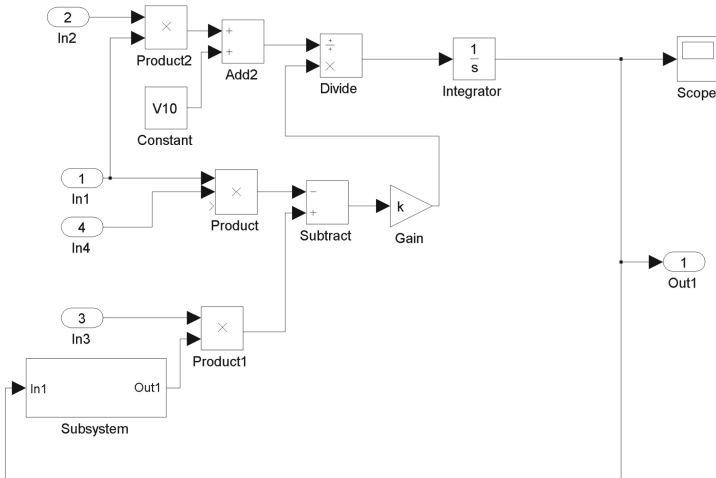 2
In2
×
Product2
+
+
Add2
÷
×
Divide
1
s
Integrator
Scope
V10
Constant
1
In1
×
Product
4
In4
−
+
Subtract
k
Gain
1
Out1
3
In3
×
Product1
In1
Out1
Subsystem